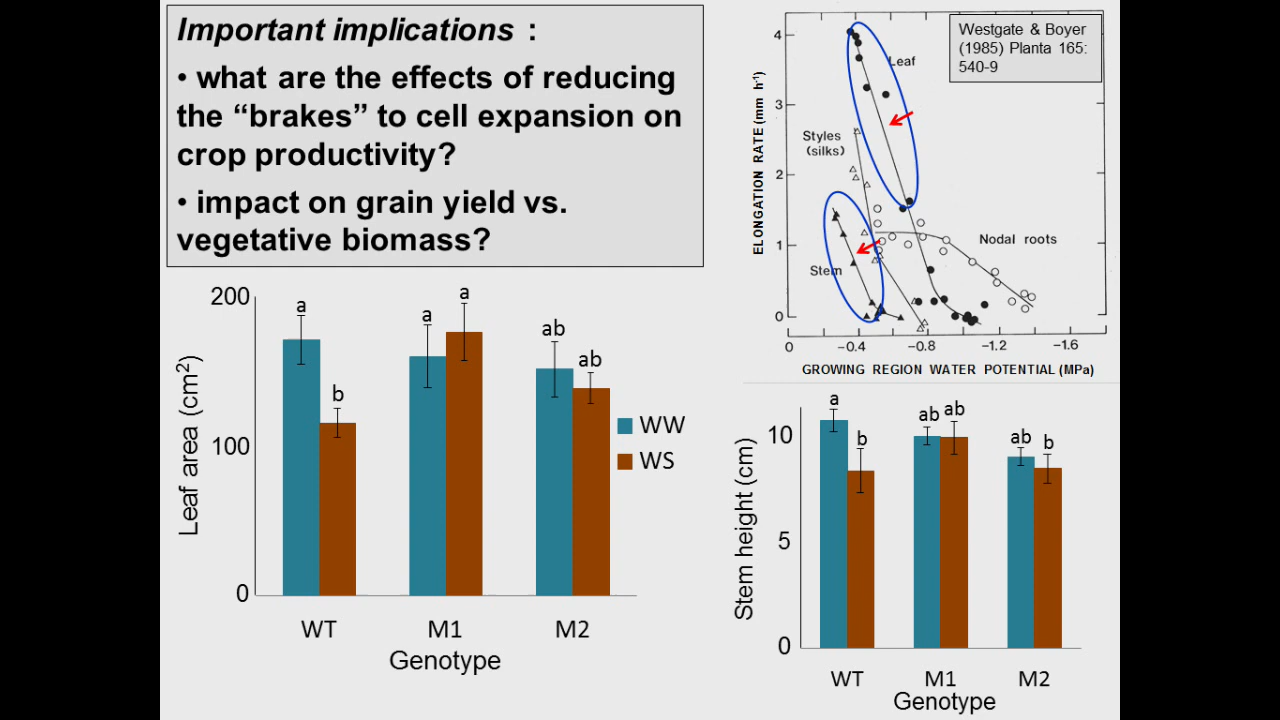 Important implications :
• what are the effects of reducing
the “brakes” to cell expansion on
crop productivity?
• impact on grain yield vs.
vegetative biomass?
Westgate & Boyer
(1985) Planta 165:
540-9
ELONGATION RATE (mm h⁻¹)
4
3
2
1
0
Leaf
Styles
(silks)
Stem
Nodal roots
0 -0.4 -0.8 -1.2 -1.6
GROWING REGION WATER POTENTIAL (MPa)
Leaf area (cm²)
200
100
0
a b a a ab ab
WW
WS
WT M1 M2
Genotype
Stem height (cm)
10
5
0
a b ab ab ab b
WT M1 M2
Genotype